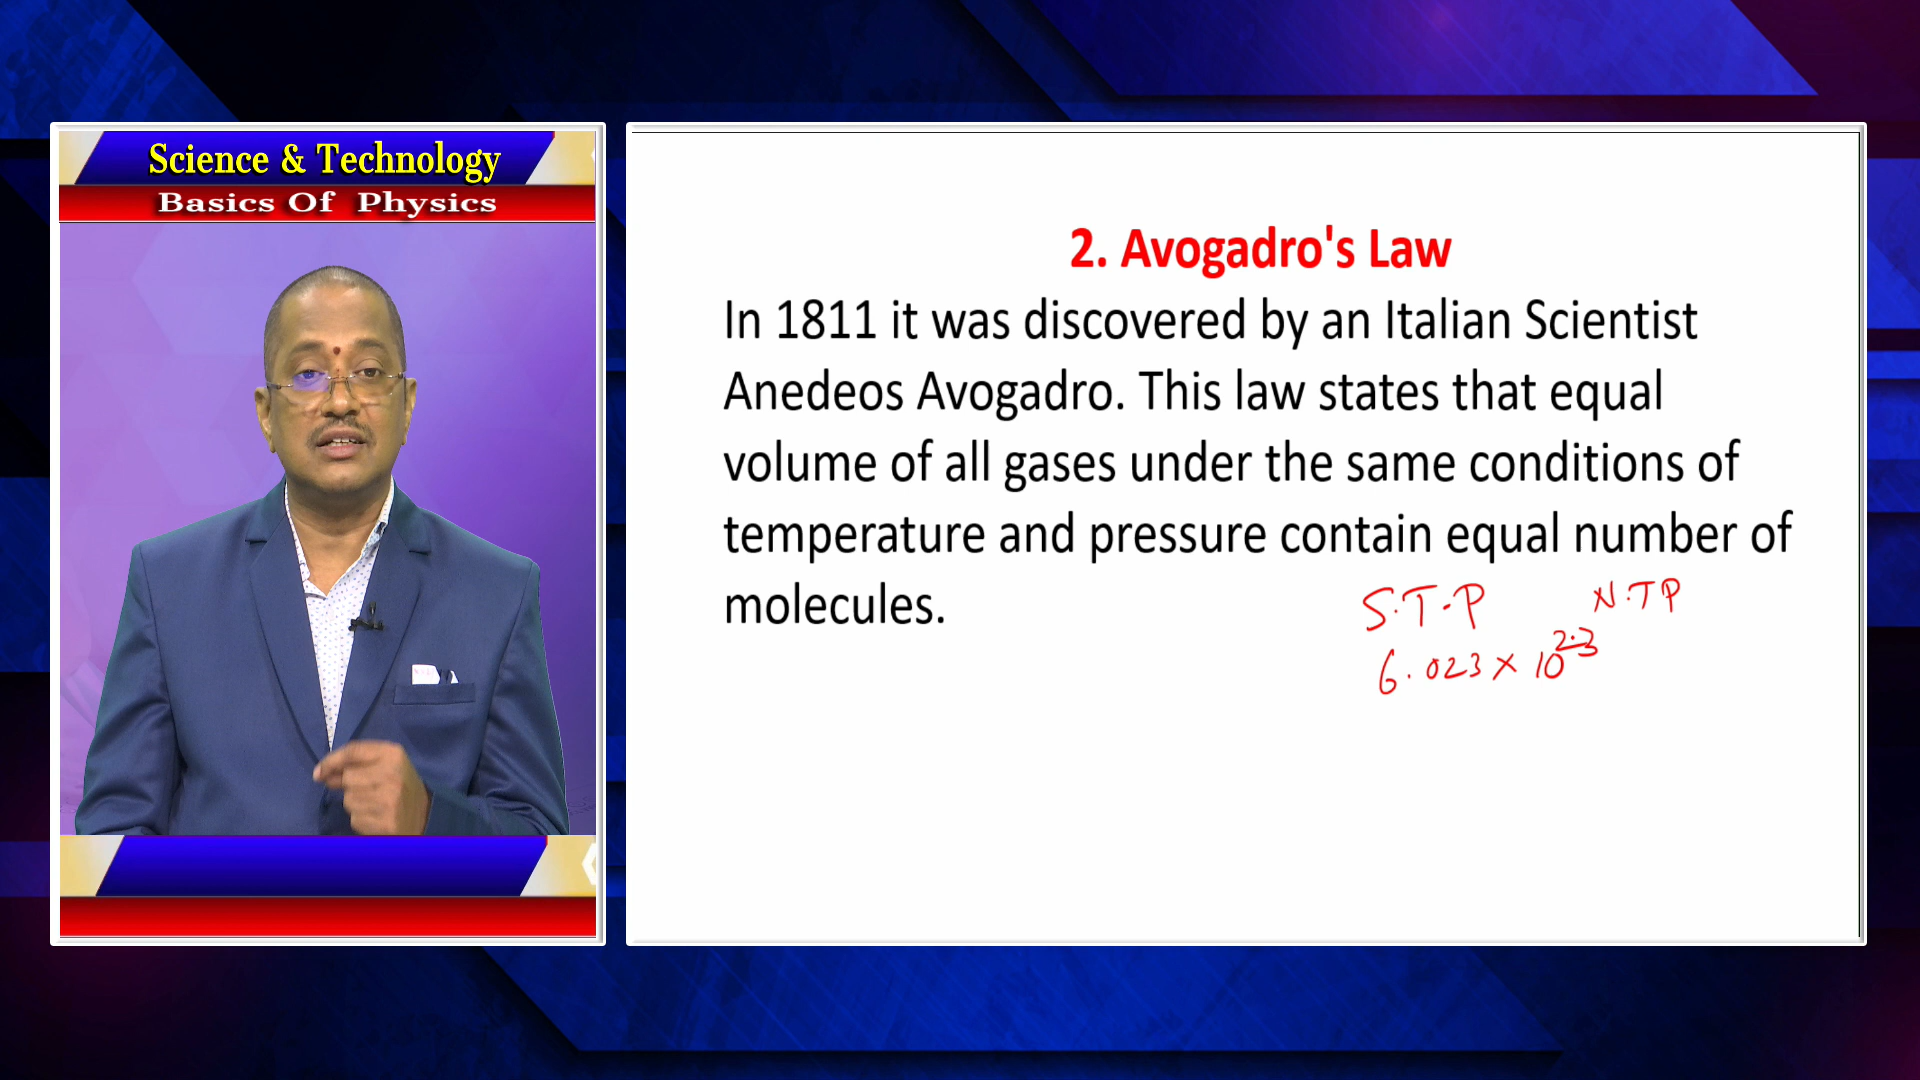 Science & Technology
Basics Of Physics
2. Avogadro's Law
In 1811 it was discovered by an Italian Scientist
Anedeos Avogadro. This law states that equal
volume of all gases under the same conditions of
temperature and pressure contain equal number of
molecules.
S.T.P N.TP
6.023 × 10²³